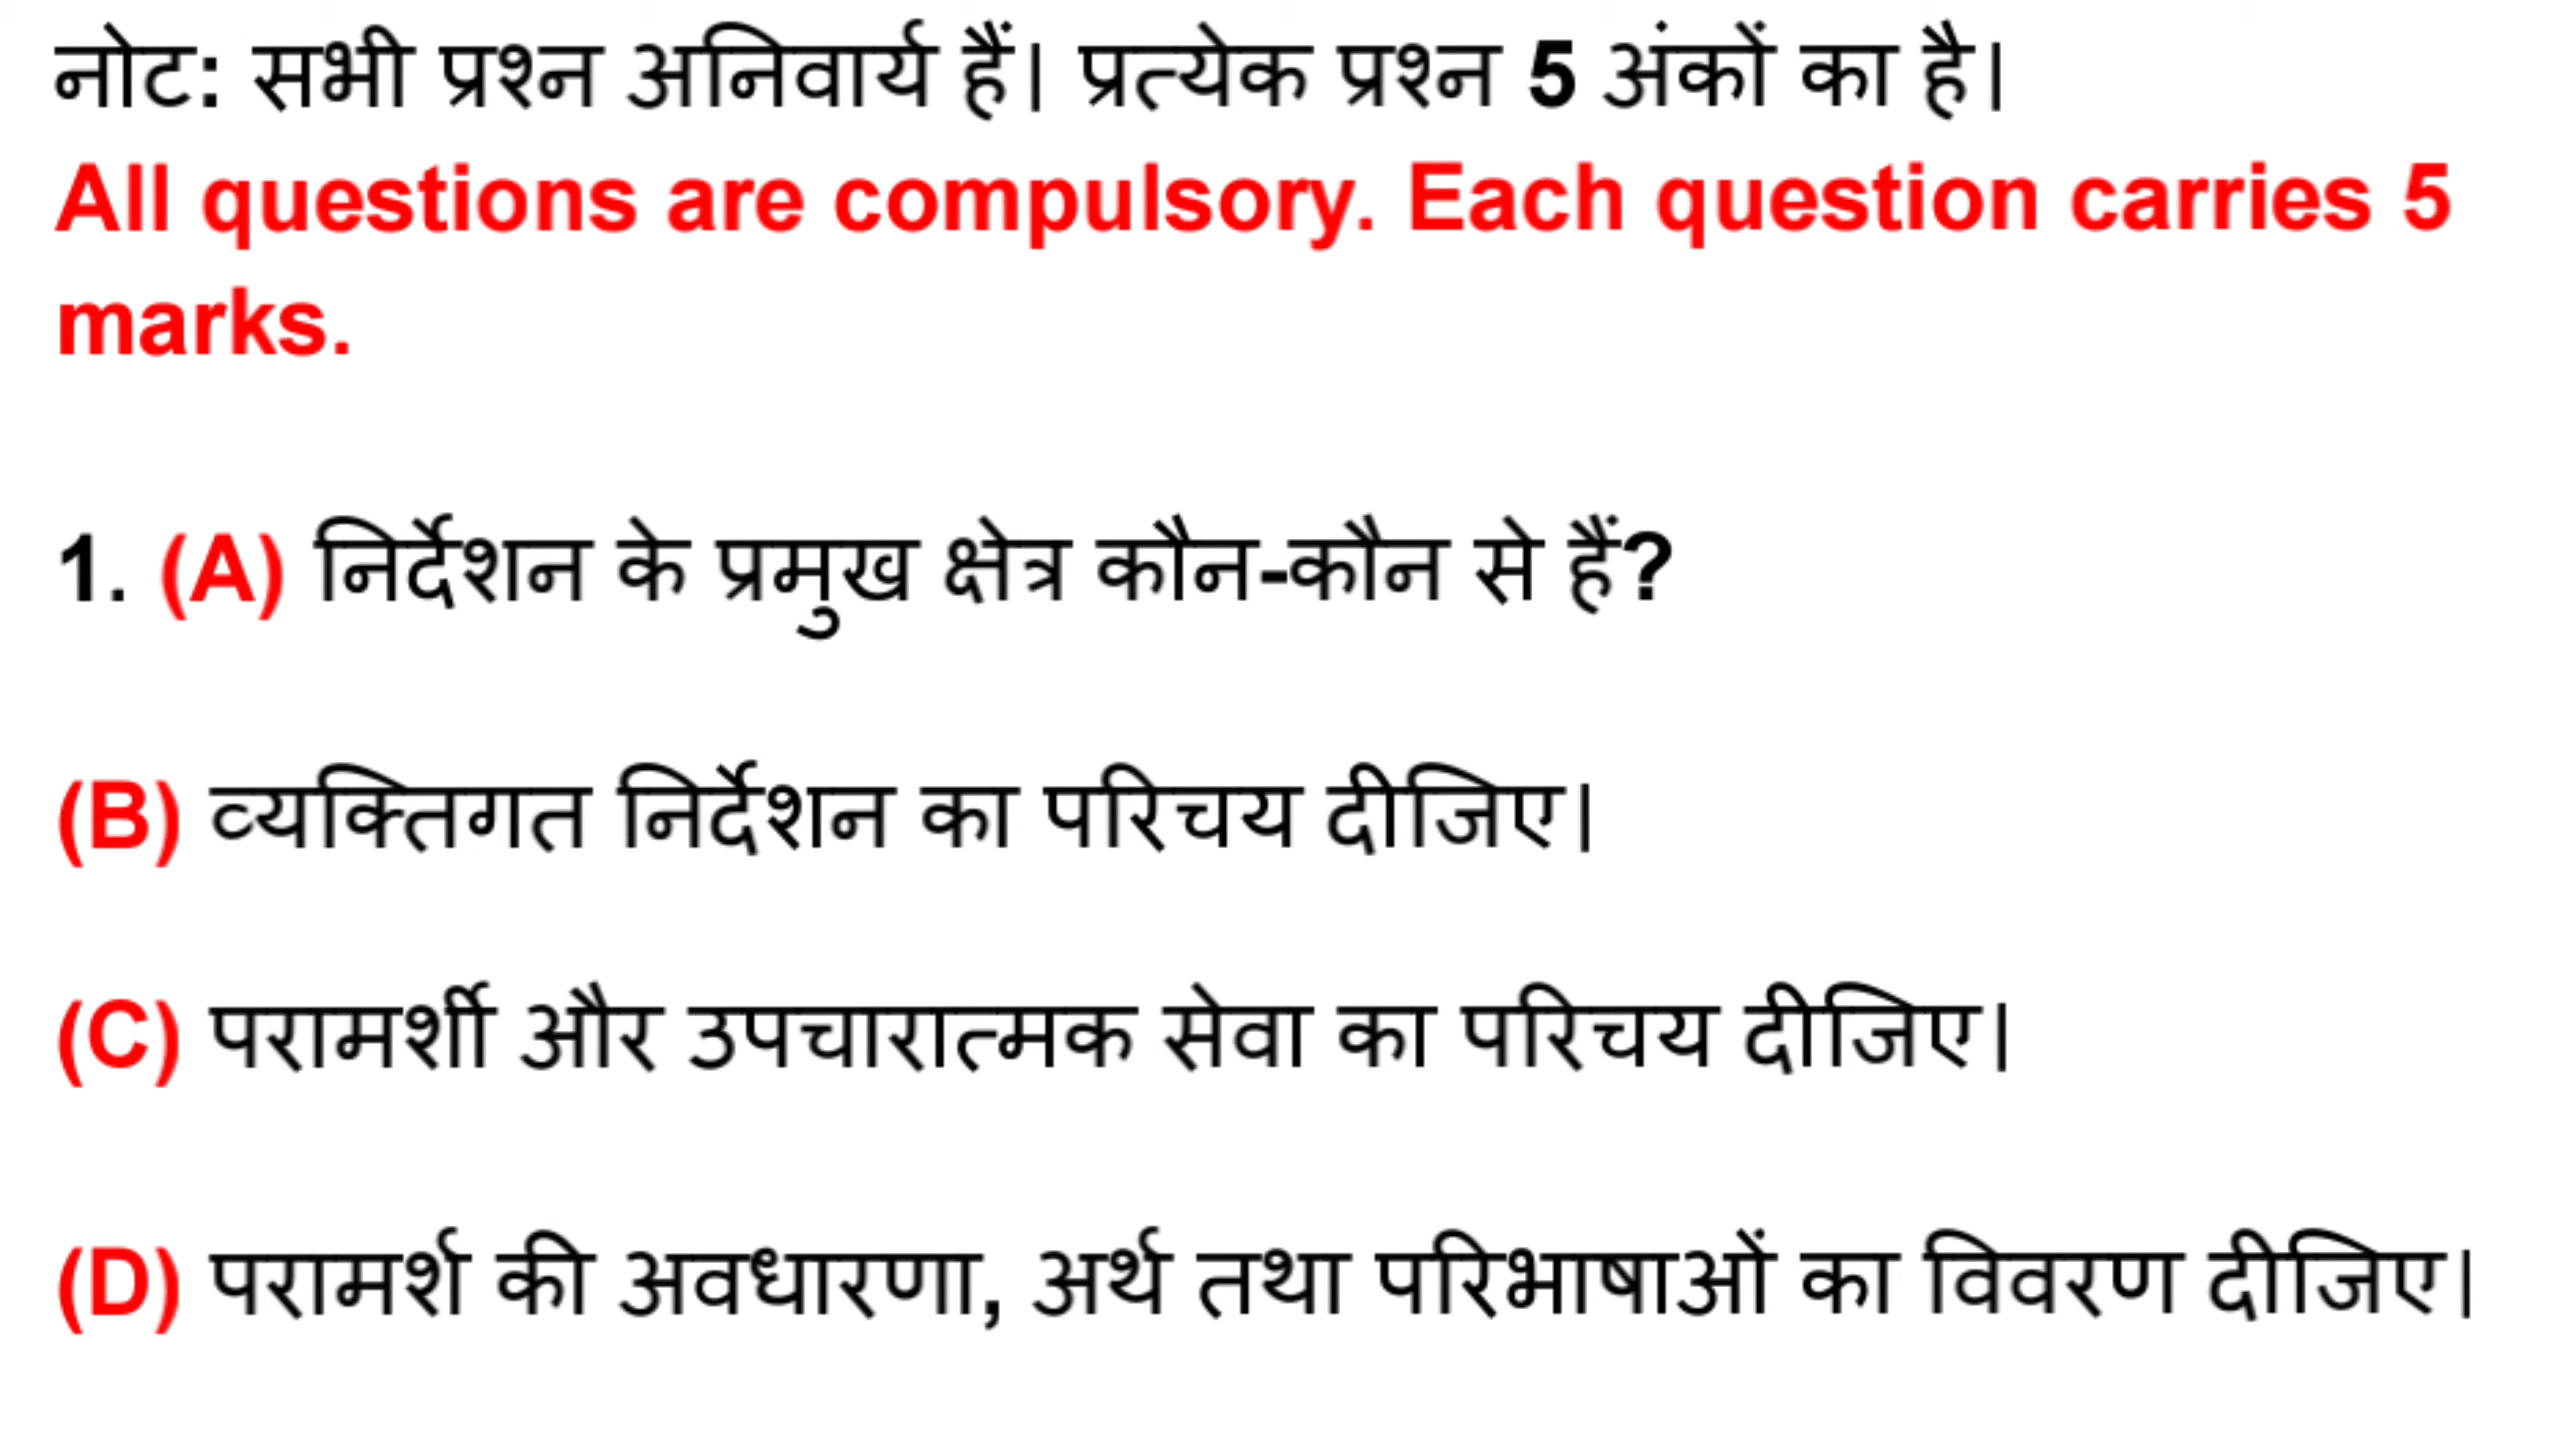 नोट: सभी प्रश्न अनिवार्य हैं। प्रत्येक प्रश्न 5 अंकों का है।
All questions are compulsory. Each question carries 5
marks.
1. (A) निर्देशन के प्रमुख क्षेत्र कौन-कौन से हैं?
(B) व्यक्तिगत निर्देशन का परिचय दीजिए।
(C) परामर्शी और उपचारात्मक सेवा का परिचय दीजिए।
(D) परामर्श की अवधारणा, अर्थ तथा परिभाषाओं का विवरण दीजिए।